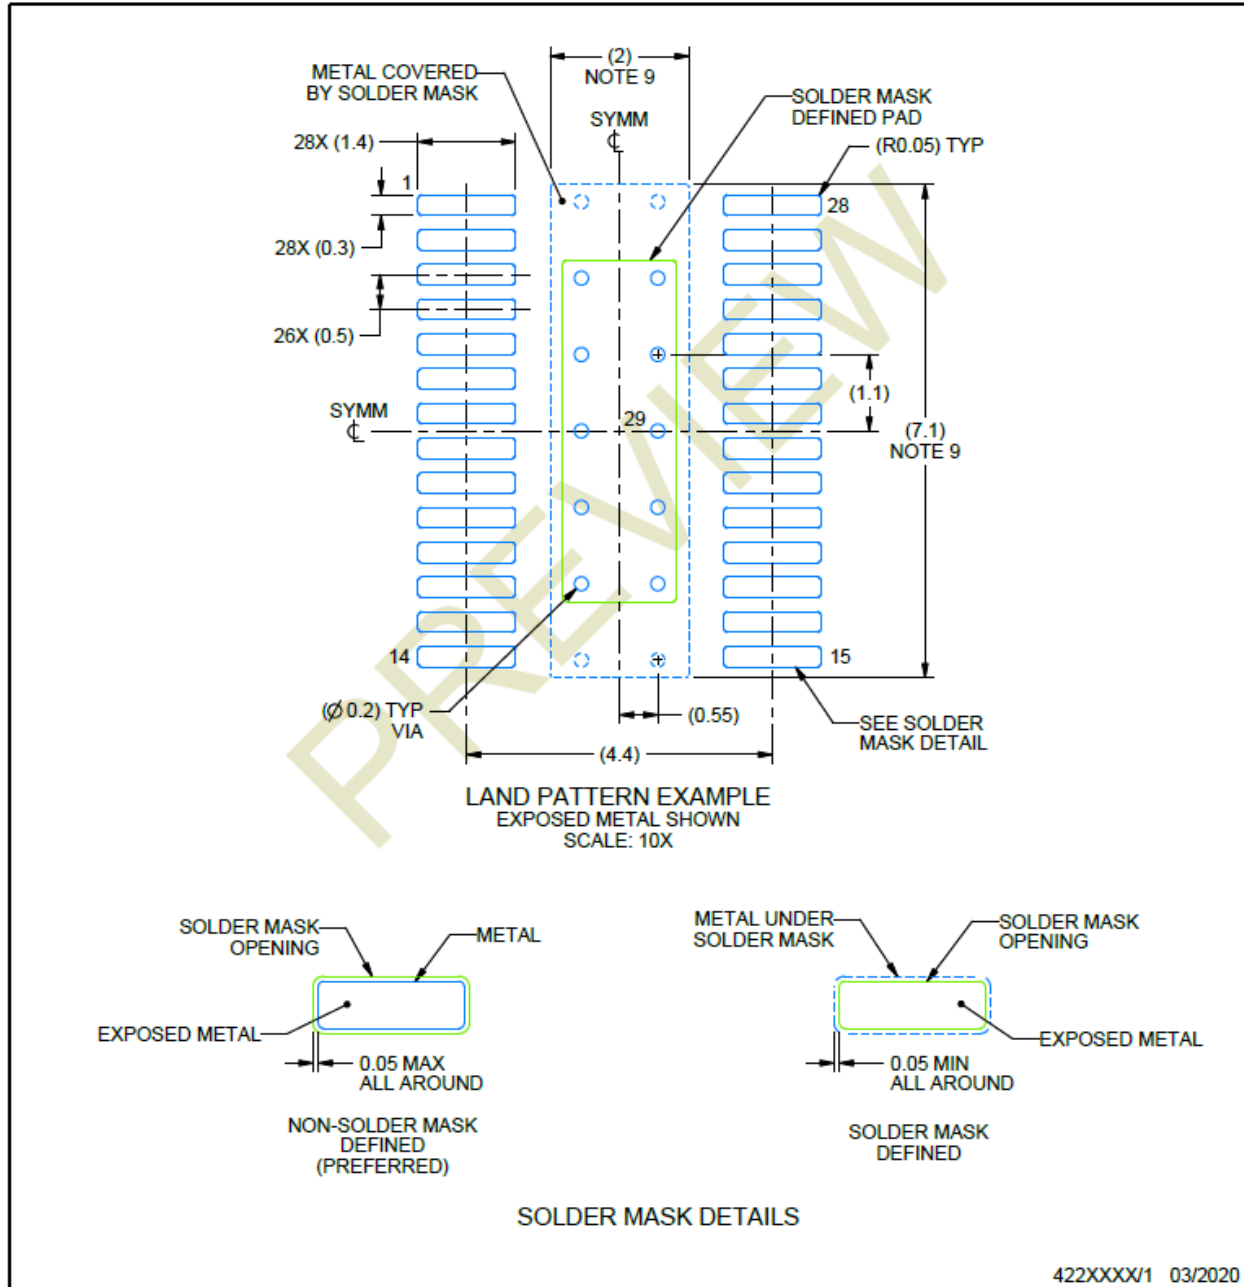 (2)
NOTE 9
METAL COVERED
BY SOLDER MASK
SOLDER MASK
DEFINED PAD
SYMM
℄
28X (1.4)
(R0.05) TYP
1
28
28X (0.3)
26X (0.5)
(1.1)
SYMM
℄
29
(7.1)
NOTE 9
14
15
(Ø 0.2) TYP
VIA
(0.55)
SEE SOLDER
MASK DETAIL
(4.4)
PREVIEW
LAND PATTERN EXAMPLE
EXPOSED METAL SHOWN
SCALE: 10X
SOLDER MASK
OPENING
METAL
EXPOSED METAL
0.05 MAX
ALL AROUND
NON-SOLDER MASK
DEFINED
(PREFERRED)
METAL UNDER
SOLDER MASK
SOLDER MASK
OPENING
EXPOSED METAL
0.05 MIN
ALL AROUND
SOLDER MASK
DEFINED
SOLDER MASK DETAILS
422XXXX/1 03/2020